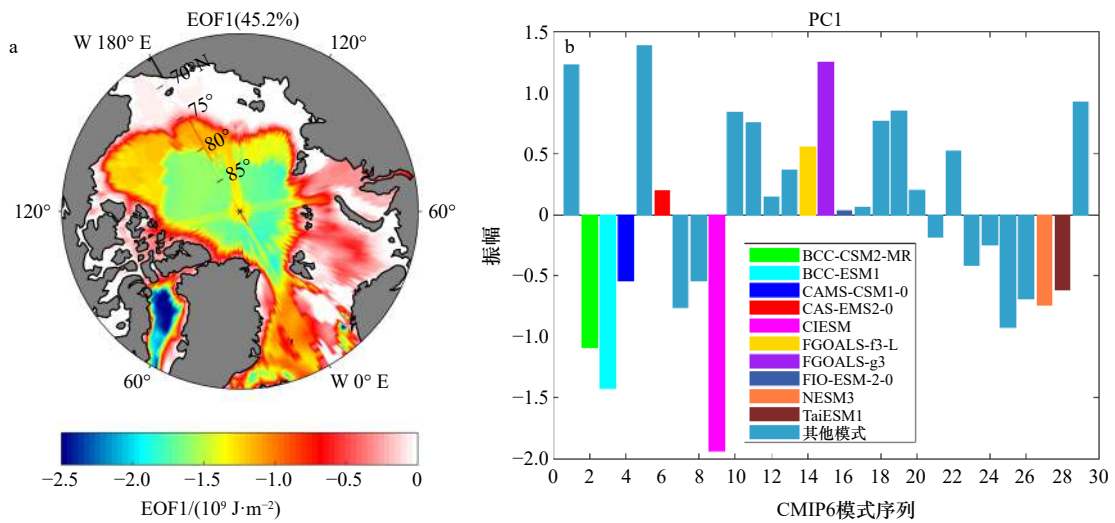 EOF1(45.2%)
a
W 180° E
120°
70°N
75°
80°
85°
120°
60°
60°
W 0° E
−2.5 −2.0 −1.5 −1.0 −0.5 0
EOF1/(10⁹ J·m⁻²)
PC1
b
1.5
1.0
0.5
0
−0.5
−1.0
−1.5
−2.0
振幅
BCC-CSM2-MR
BCC-ESM1
CAMS-CSM1-0
CAS-EMS2-0
CIESM
FGOALS-f3-L
FGOALS-g3
FIO-ESM-2-0
NESM3
TaiESM1
其他模式
0 2 4 6 8 10 12 14 16 18 20 22 24 26 28 30
CMIP6模式序列